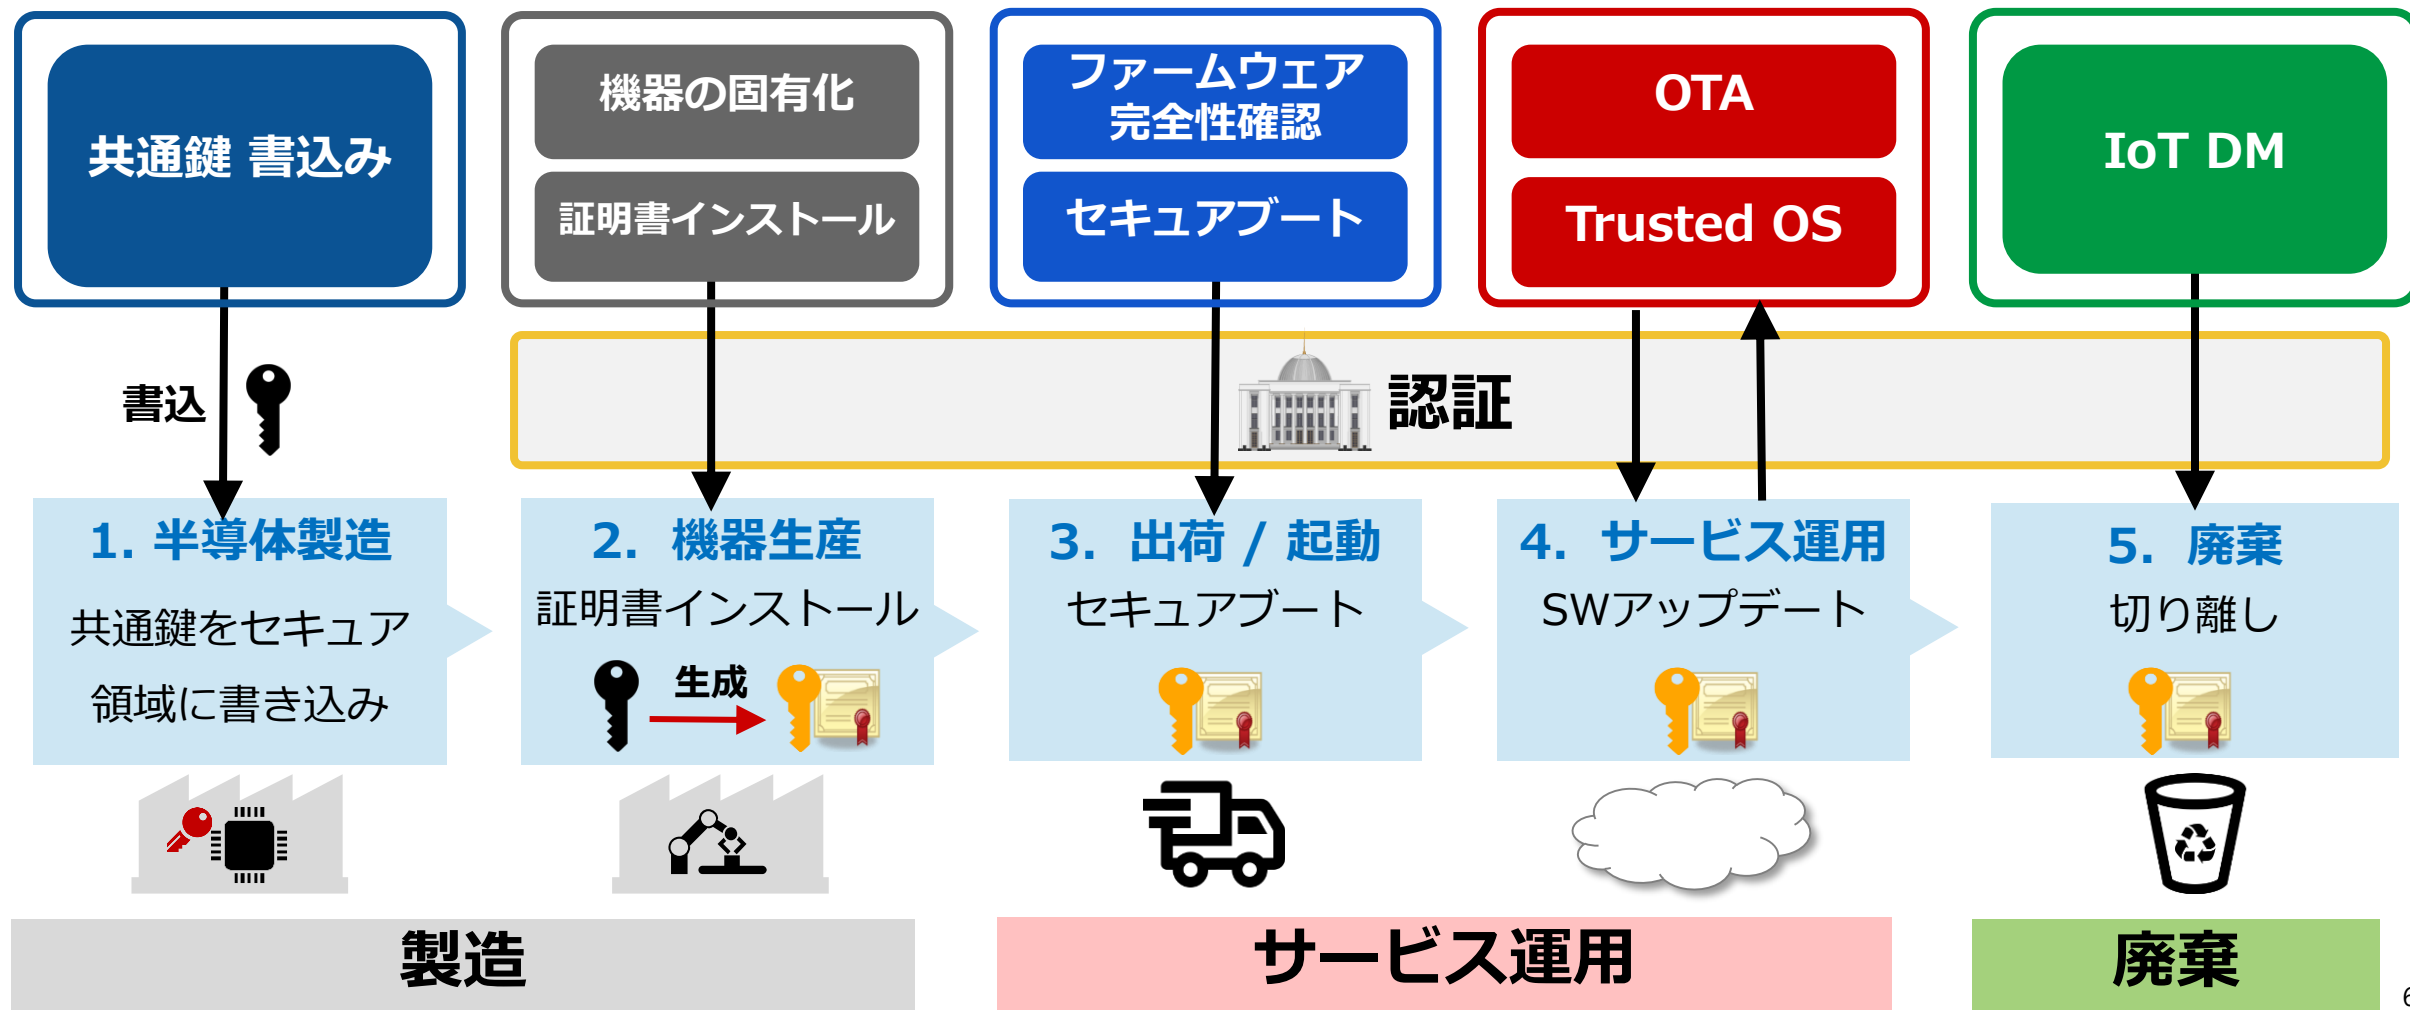 共通鍵 書込み
機器の固有化
証明書インストール
ファームウェア
完全性確認
セキュアブート
OTA
Trusted OS
IoT DM
書込
認証
1. 半導体製造
共通鍵をセキュア
領域に書き込み
2. 機器生産
証明書インストール
生成
3. 出荷 / 起動
セキュアブート
4. サービス運用
SWアップデート
5. 廃棄
切り離し
製造
サービス運用
廃棄
6